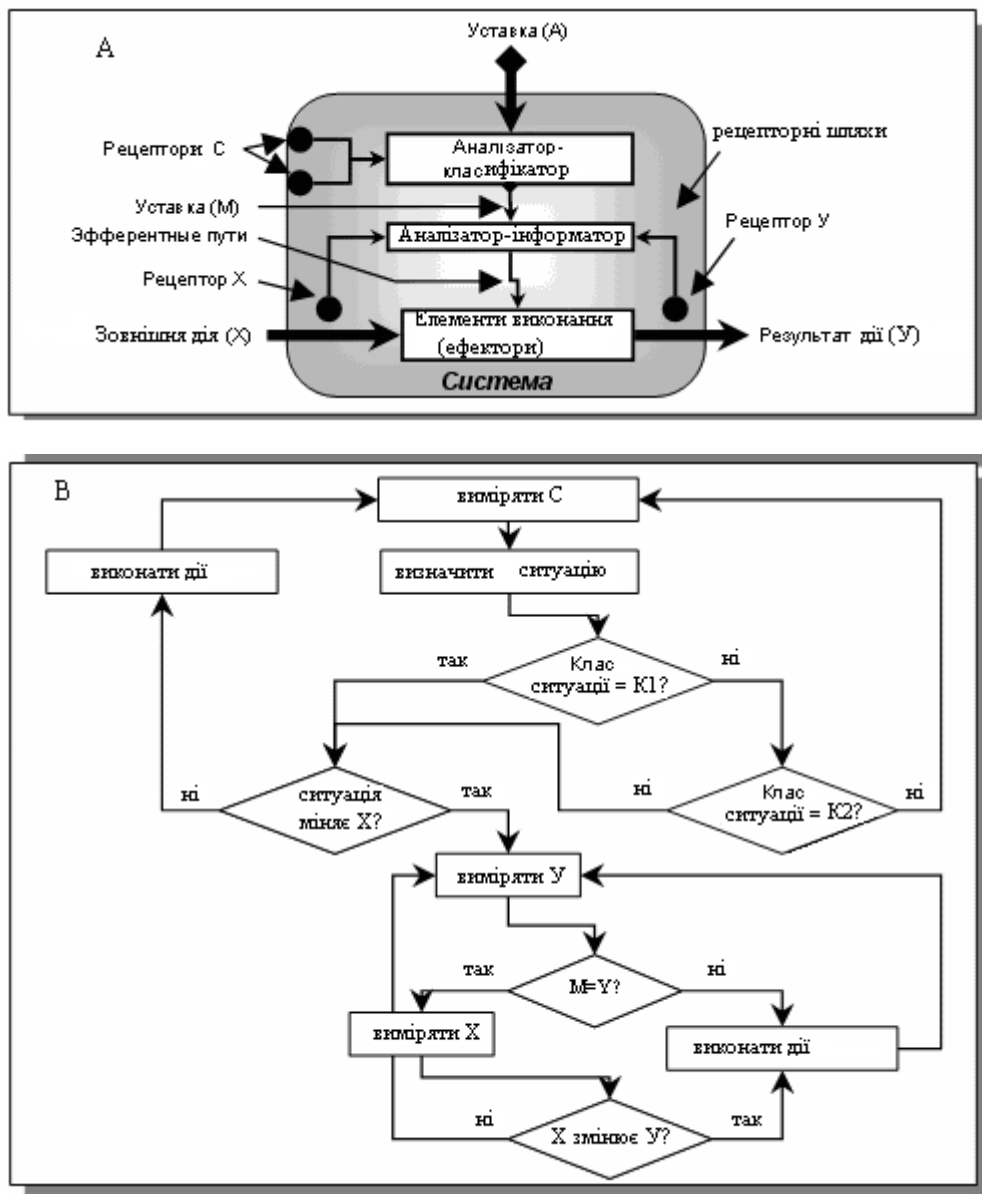 А
Уставка (А)
Рецептори С
Аналізатор-
класифікатор
рецепторні шляхи
Уставка (М)
Эфферентные пути
Аналізатор-інформатор
Рецептор У
Рецептор Х
Зовнішня дія (Х)
Елементи виконання
(ефектори)
Результат дії (У)
Система
В
виміряти С
виконати дії
визначити ситуацію
так
Клас
ситуації = К1?
ні
ні
ситуація
міняє Х?
так
ні
Клас
ситуації = К2?
ні
виміряти У
так
M=Y?
ні
виміряти Х
виконати дії
ні
Х змінює У?
так